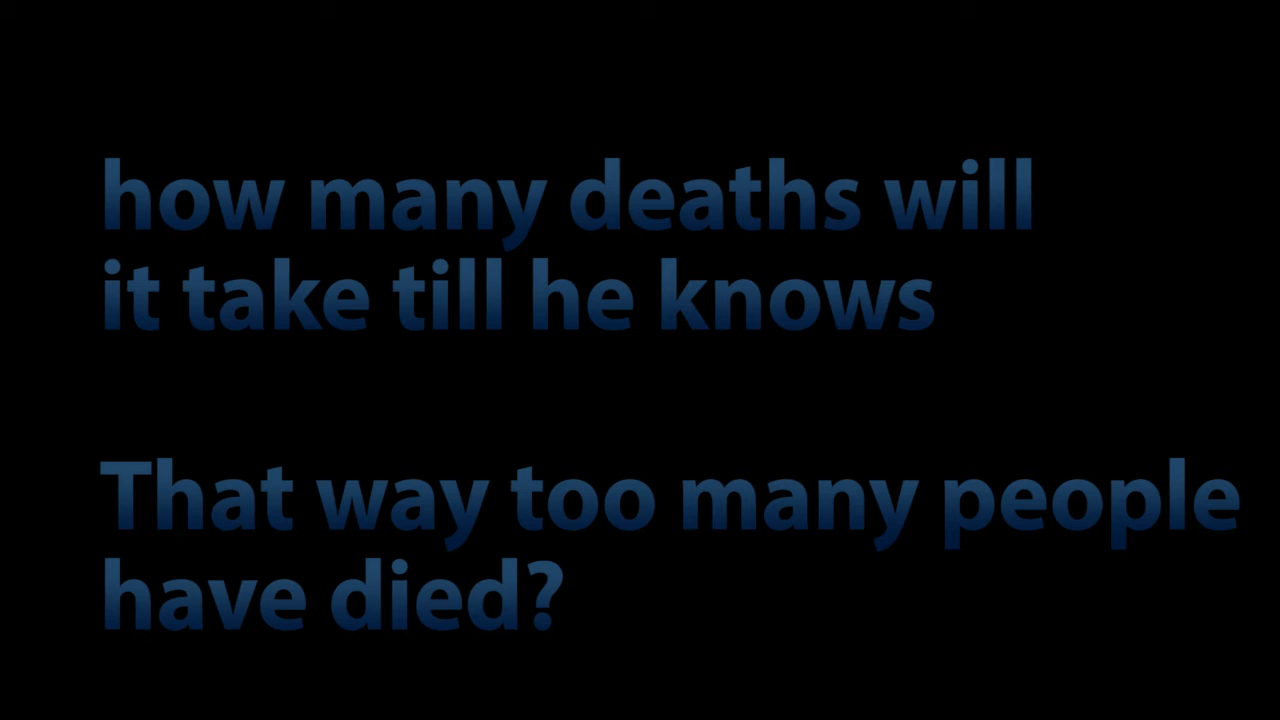 how many deaths will
it take till he knows
That way too many people
have died?